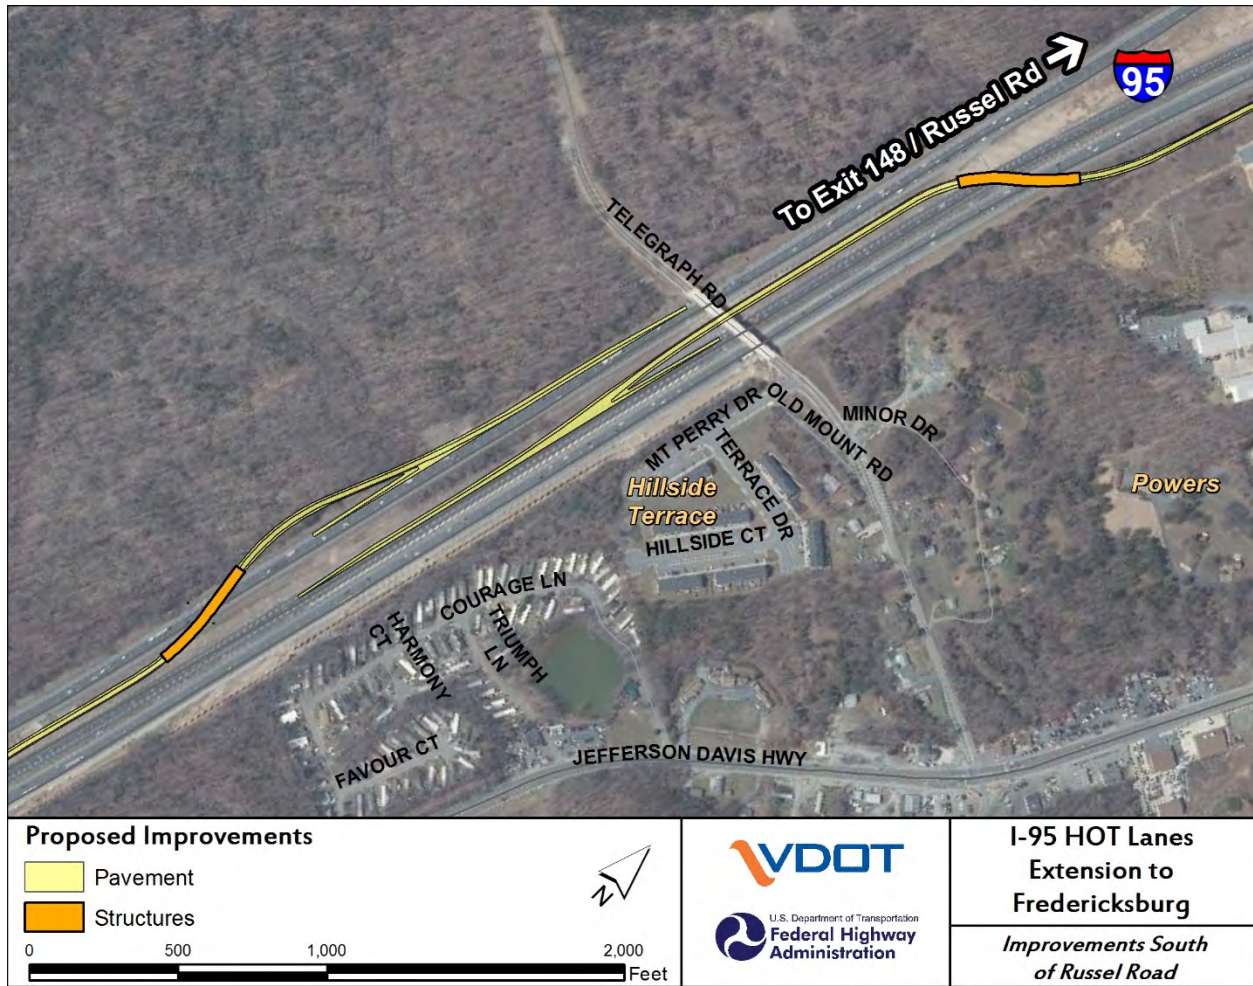 To Exit 148 / Russel Rd
95
TELEGRAPH RD
MT PERRY DR
OLD MOUNT RD
MINOR DR
TERRACE DR
Hillside
Terrace
Powers
HILLSIDE CT
COURAGE LN
HARMONY
CT
TRIUMPH
LN
FAVOUR CT
JEFFERSON DAVIS HWY
Proposed Improvements
Pavement
Structures
N
0 500 1,000 2,000
Feet
VDOT
U.S. Department of Transportation
Federal Highway
Administration
I-95 HOT Lanes
Extension to
Fredericksburg
Improvements South
of Russel Road